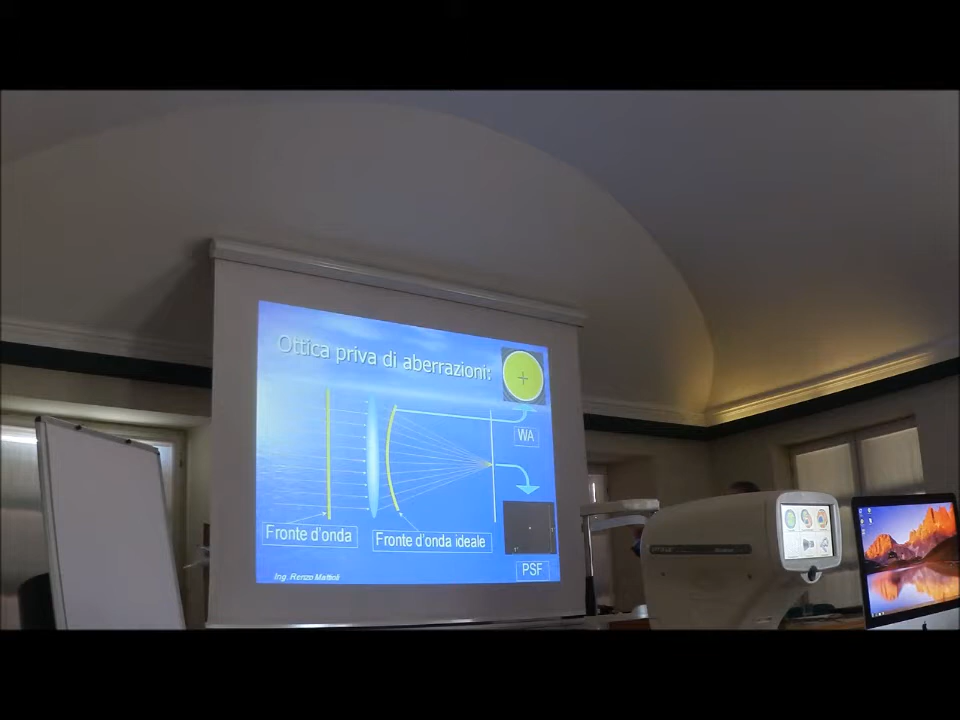 Ottica priva di aberrazioni:
WA
Fronte d'onda
Fronte d'onda ideale
PSF
Ing. Renzo Mattioli